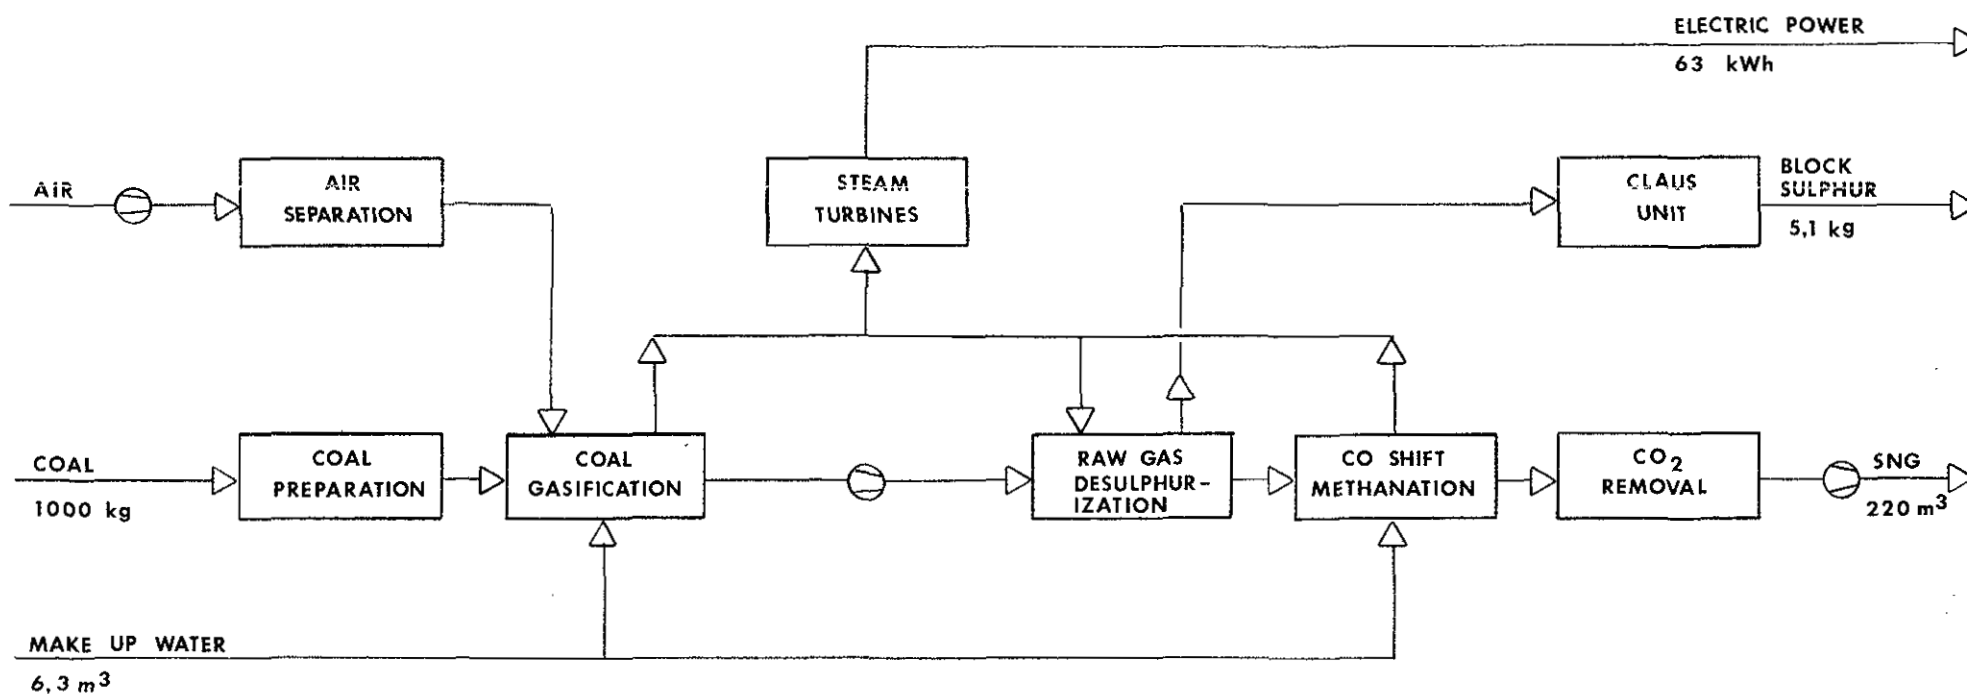 ELECTRIC POWER
63 kWh
AIR
AIR
SEPARATION
STEAM
TURBINES
CLAUS
UNIT
BLOCK
SULPHUR
5,1 kg
COAL
1000 kg
COAL
PREPARATION
COAL
GASIFICATION
RAW GAS
DESULPHUR-
IZATION
CO SHIFT
METHANATION
CO2
REMOVAL
SNG
220 m3
MAKE UP WATER
6,3 m3